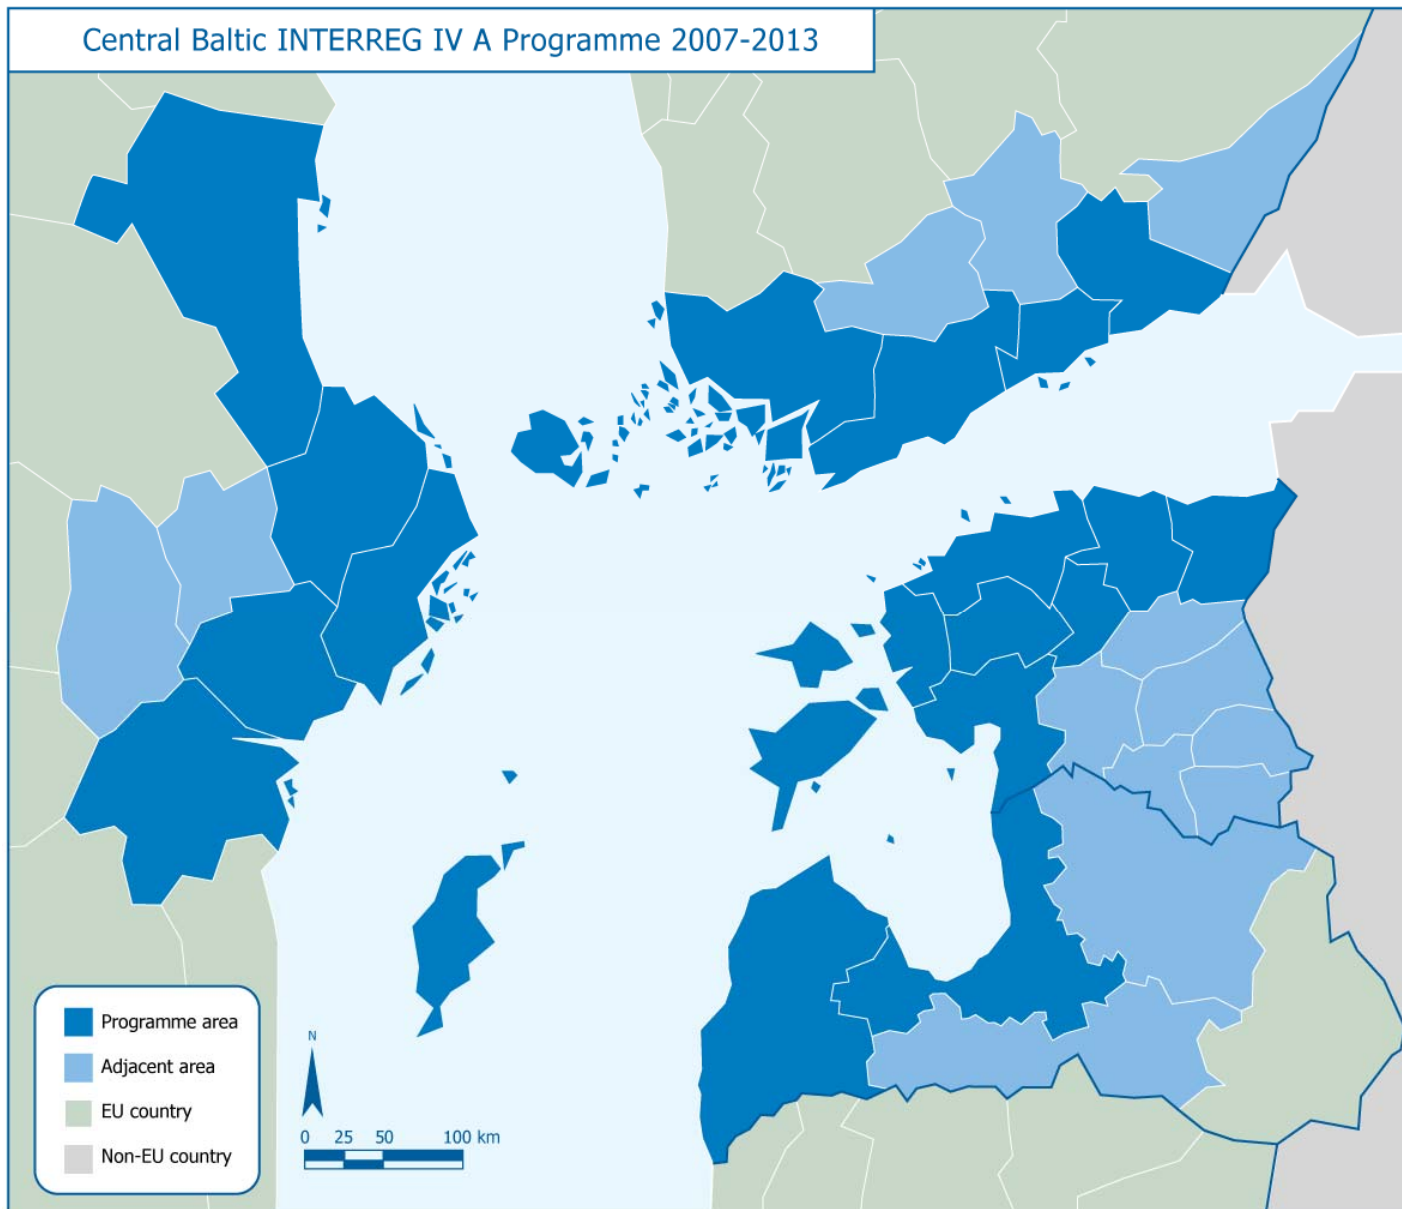 Central Baltic INTERREG IV A Programme 2007-2013
Programme area
Adjacent area
EU country
Non-EU country
N
0 25 50 100 km